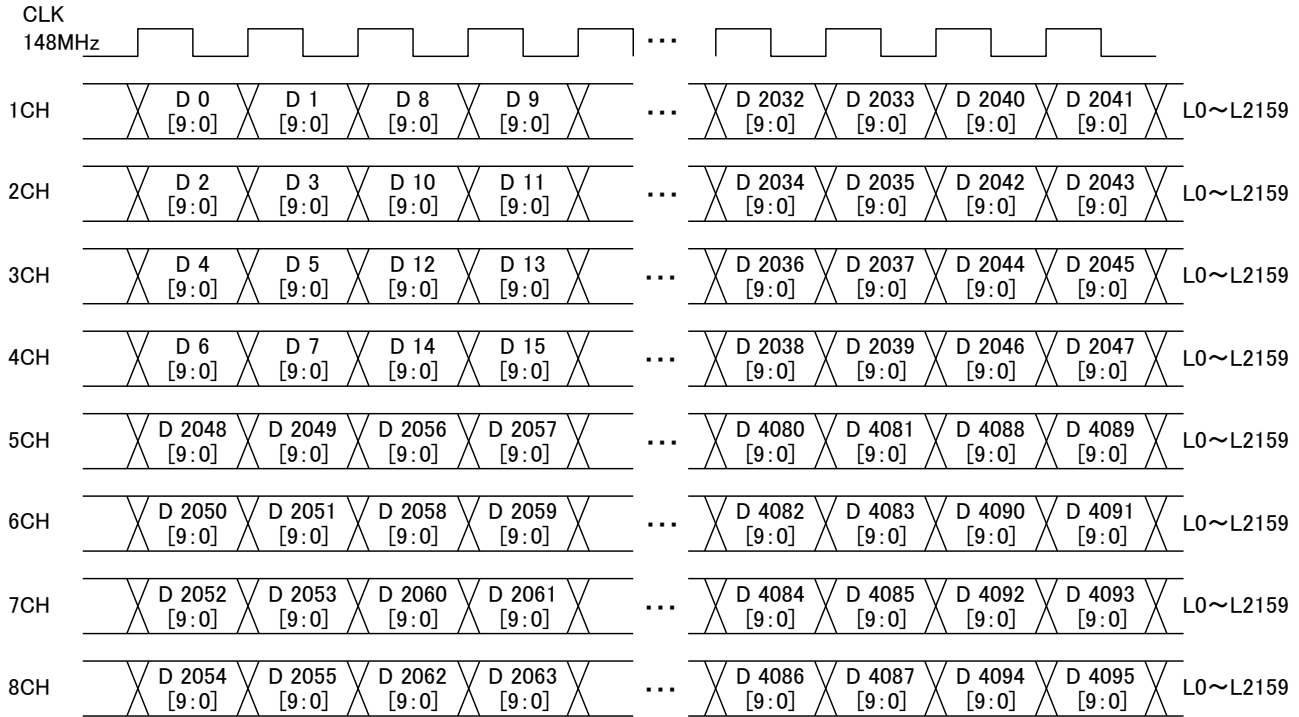 CLK
148MHz
...
1CH D 0 D 1 D 8 D 9 ... D 2032 D 2033 D 2040 D 2041 L0～L2159
[9:0] [9:0] [9:0] [9:0] [9:0] [9:0] [9:0] [9:0]
2CH D 2 D 3 D 10 D 11 ... D 2034 D 2035 D 2042 D 2043 L0～L2159
[9:0] [9:0] [9:0] [9:0] [9:0] [9:0] [9:0] [9:0]
3CH D 4 D 5 D 12 D 13 ... D 2036 D 2037 D 2044 D 2045 L0～L2159
[9:0] [9:0] [9:0] [9:0] [9:0] [9:0] [9:0] [9:0]
4CH D 6 D 7 D 14 D 15 ... D 2038 D 2039 D 2046 D 2047 L0～L2159
[9:0] [9:0] [9:0] [9:0] [9:0] [9:0] [9:0] [9:0]
5CH D 2048 D 2049 D 2056 D 2057 ... D 4080 D 4081 D 4088 D 4089 L0～L2159
[9:0] [9:0] [9:0] [9:0] [9:0] [9:0] [9:0] [9:0]
6CH D 2050 D 2051 D 2058 D 2059 ... D 4082 D 4083 D 4090 D 4091 L0～L2159
[9:0] [9:0] [9:0] [9:0] [9:0] [9:0] [9:0] [9:0]
7CH D 2052 D 2053 D 2060 D 2061 ... D 4084 D 4085 D 4092 D 4093 L0～L2159
[9:0] [9:0] [9:0] [9:0] [9:0] [9:0] [9:0] [9:0]
8CH D 2054 D 2055 D 2062 D 2063 ... D 4086 D 4087 D 4094 D 4095 L0～L2159
[9:0] [9:0] [9:0] [9:0] [9:0] [9:0] [9:0] [9:0]